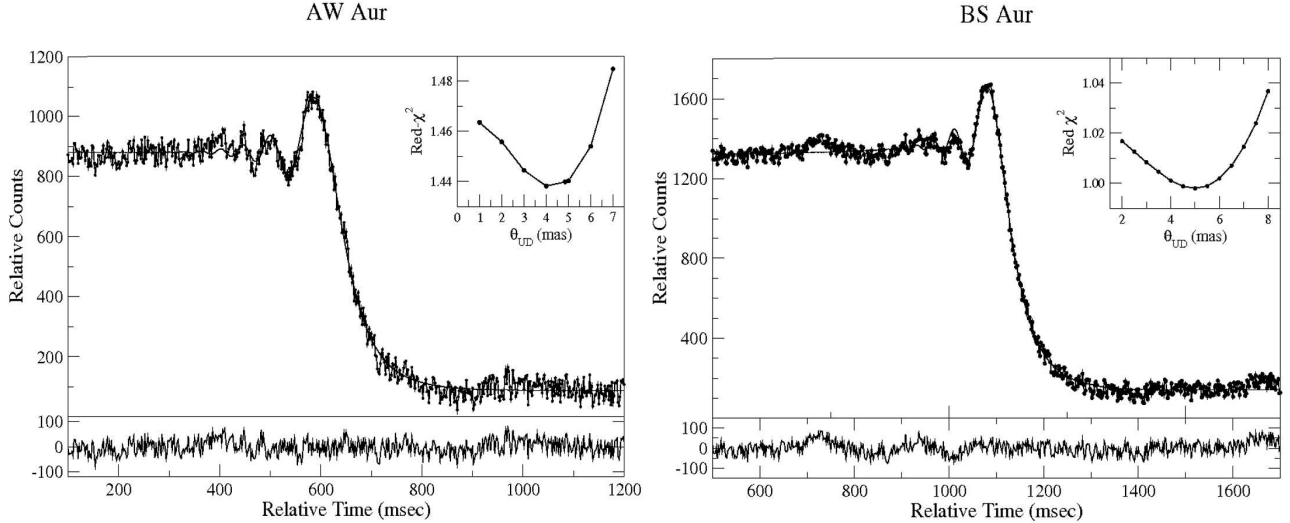 AW Aur
BS Aur
1200
1000
800
600
400
200
Relative Counts
100
0
-100
200 400 600 800 1000 1200
Relative Time (msec)
1.48
1.46
1.44
Red-χ²
0 1 2 3 4 5 6 7
θUD (mas)
1600
1300
1000
800
400
Relative Counts
100
0
-100
600 800 1000 1200 1400 1600
Relative Time (msec)
1.04
1.02
1.00
Red χ²
2 4 6 8
θUD (mas)